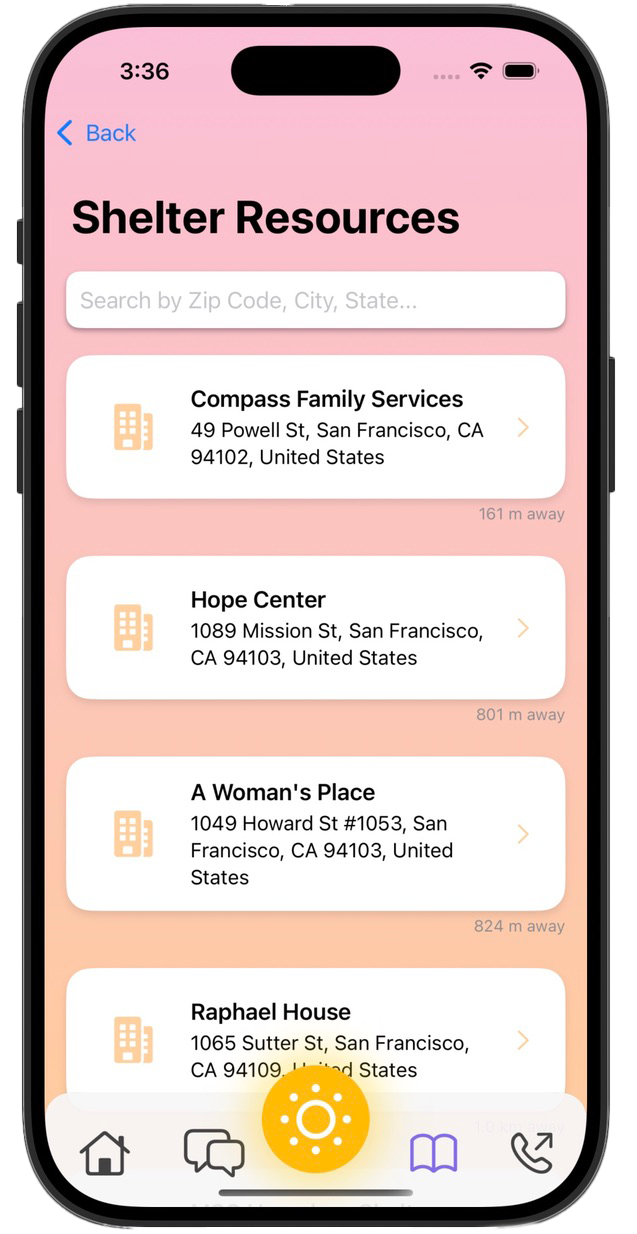 3:36
Back
Shelter Resources
Search by Zip Code, City, State...
Compass Family Services
49 Powell St, San Francisco, CA
94102, United States
161 m away
Hope Center
1089 Mission St, San Francisco,
CA 94103, United States
801 m away
A Woman's Place
1049 Howard St #1053, San
Francisco, CA 94103, United
States
824 m away
Raphael House
1065 Sutter St, San Francisco,
CA 94109, United States